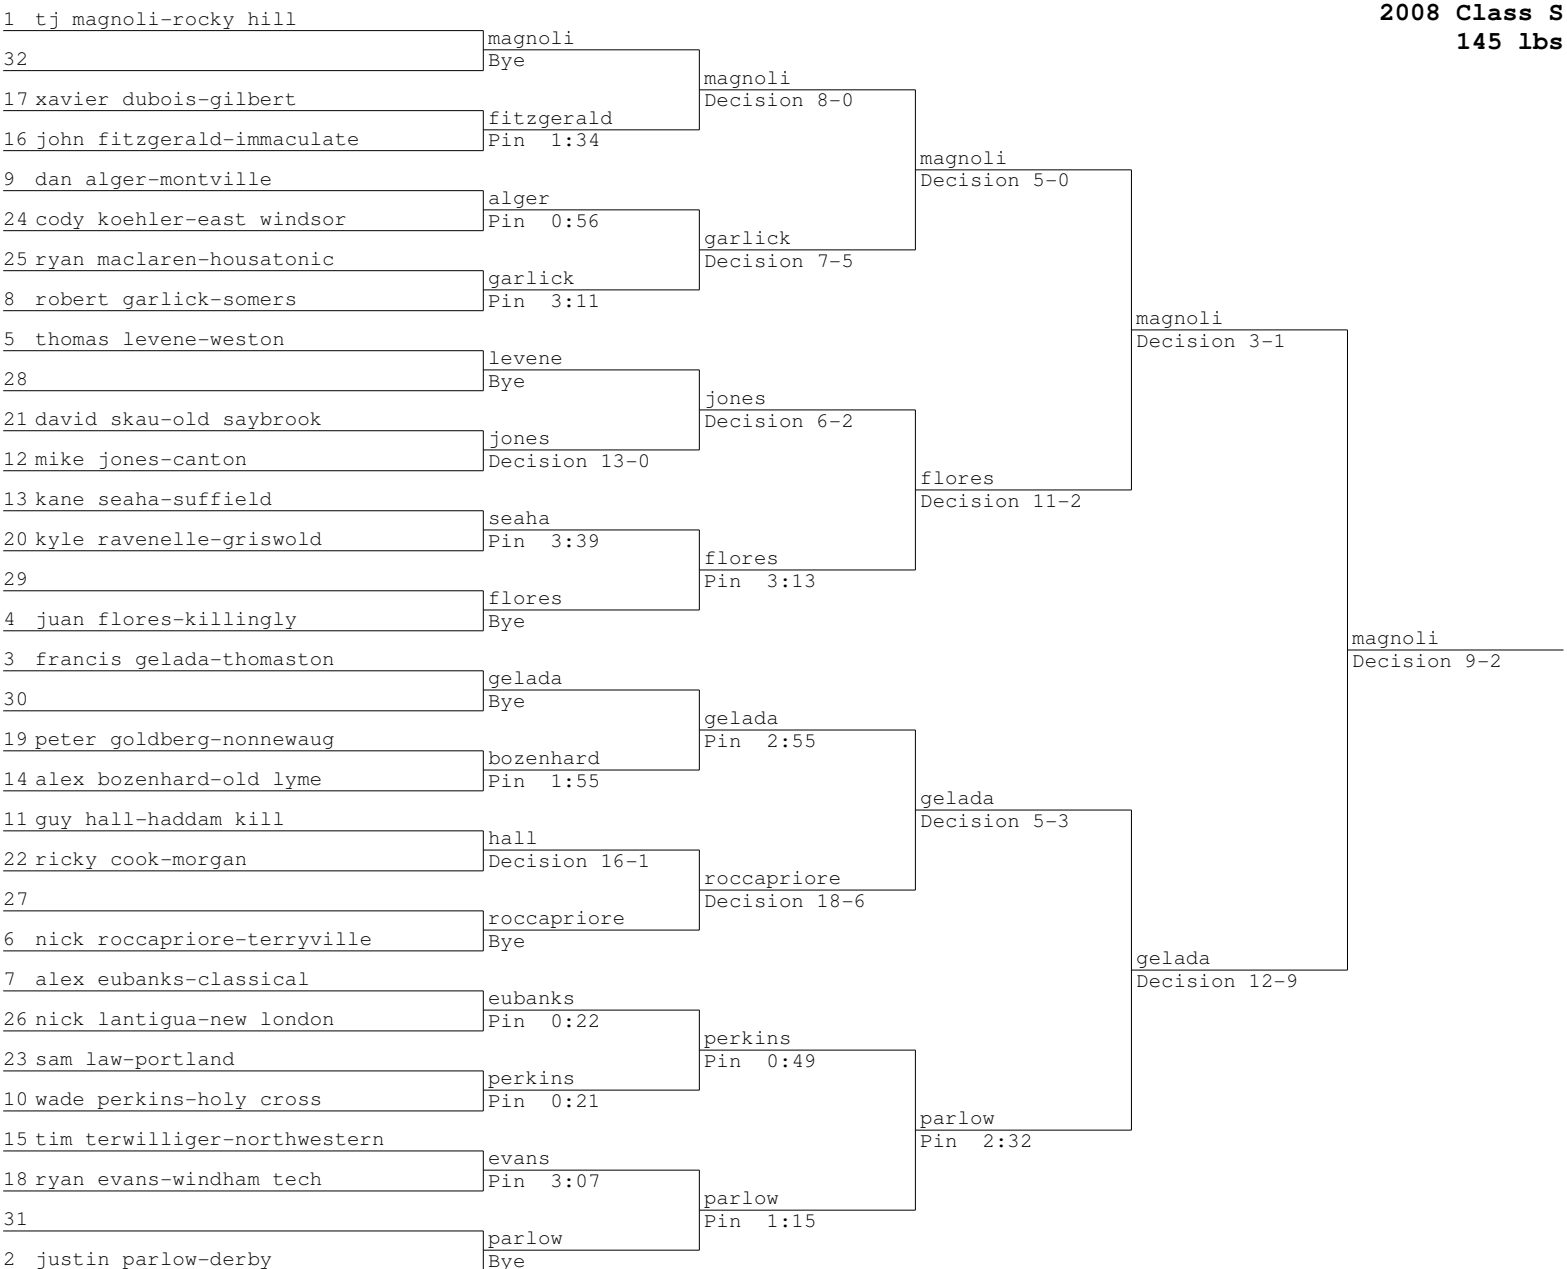 2008 Class S
145 lbs
1 tj magnoli-rocky hill
magnoli
32
Bye
magnoli
17 xavier dubois-gilbert
Decision 8-0
fitzgerald
16 john fitzgerald-immaculate
Pin 1:34
magnoli
9 dan alger-montville
Decision 5-0
alger
24 cody koehler-east windsor
Pin 0:56
garlick
25 ryan maclaren-housatonic
Decision 7-5
garlick
8 robert garlick-somers
Pin 3:11
magnoli
5 thomas levene-weston
Decision 3-1
levene
28
Bye
jones
21 david skau-old saybrook
Decision 6-2
jones
12 mike jones-canton
Decision 13-0
flores
13 kane seaha-suffield
Decision 11-2
seaha
20 kyle ravenelle-griswold
Pin 3:39
flores
29
Pin 3:13
flores
4 juan flores-killingly
Bye
magnoli
3 francis gelada-thomaston
Decision 9-2
gelada
30
Bye
gelada
19 peter goldberg-nonnewaug
Pin 2:55
bozenhard
14 alex bozenhard-old lyme
Pin 1:55
gelada
11 guy hall-haddam kill
Decision 5-3
hall
22 ricky cook-morgan
Decision 16-1
roccapriore
27
Decision 18-6
roccapriore
6 nick roccapriore-terryville
Bye
gelada
7 alex eubanks-classical
Decision 12-9
eubanks
26 nick lantigua-new london
Pin 0:22
perkins
23 sam law-portland
Pin 0:49
perkins
10 wade perkins-holy cross
Pin 0:21
parlow
15 tim terwilliger-northwestern
Pin 2:32
evans
18 ryan evans-windham tech
Pin 3:07
parlow
31
Pin 1:15
parlow
2 justin parlow-derby
Bye